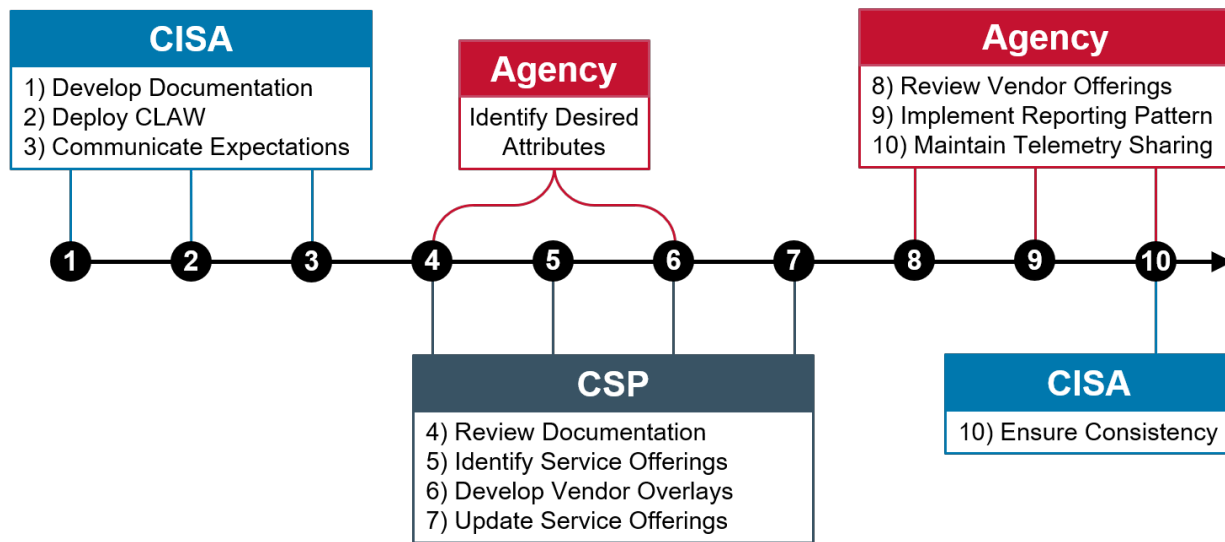 CISA
1) Develop Documentation
2) Deploy CLAW
3) Communicate Expectations
Agency
Identify Desired
Attributes
Agency
8) Review Vendor Offerings
9) Implement Reporting Pattern
10) Maintain Telemetry Sharing
1
2
3
4
5
6
7
8
9
10
CSP
4) Review Documentation
5) Identify Service Offerings
6) Develop Vendor Overlays
7) Update Service Offerings
CISA
10) Ensure Consistency